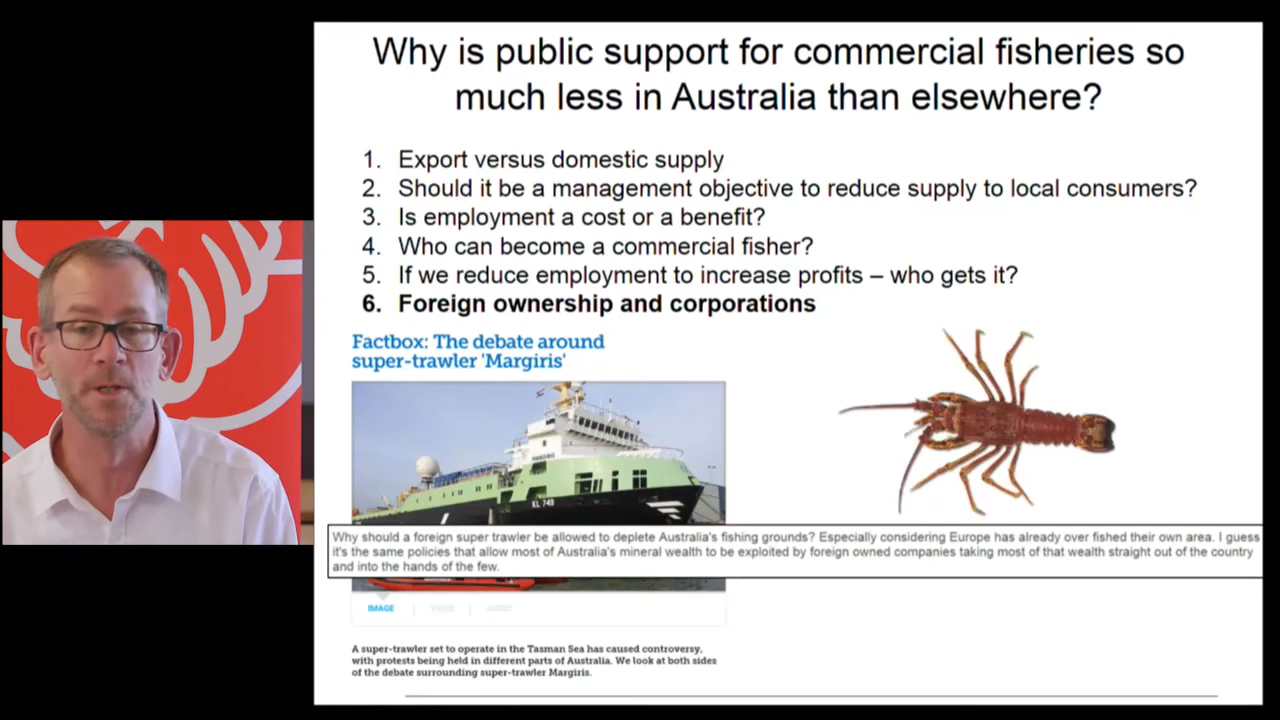 Why is public support for commercial fisheries so
much less in Australia than elsewhere?
1. Export versus domestic supply
2. Should it be a management objective to reduce supply to local consumers?
3. Is employment a cost or a benefit?
4. Who can become a commercial fisher?
5. If we reduce employment to increase profits – who gets it?
6. Foreign ownership and corporations
Factbox: The debate around
super-trawler 'Margiris'
KL 749
Why should a foreign super trawler be allowed to deplete Australia's fishing grounds? Especially considering Europe has already over fished their own area. I guess
it's the same policies that allow most of Australia's mineral wealth to be exploited by foreign owned companies taking most of that wealth straight out of the country
and into the hands of the few.
IMAGE
A super-trawler set to operate in the Tasman Sea has caused controversy,
with protests being held in different parts of Australia. We look at both sides
of the debate surrounding super-trawler Margiris.